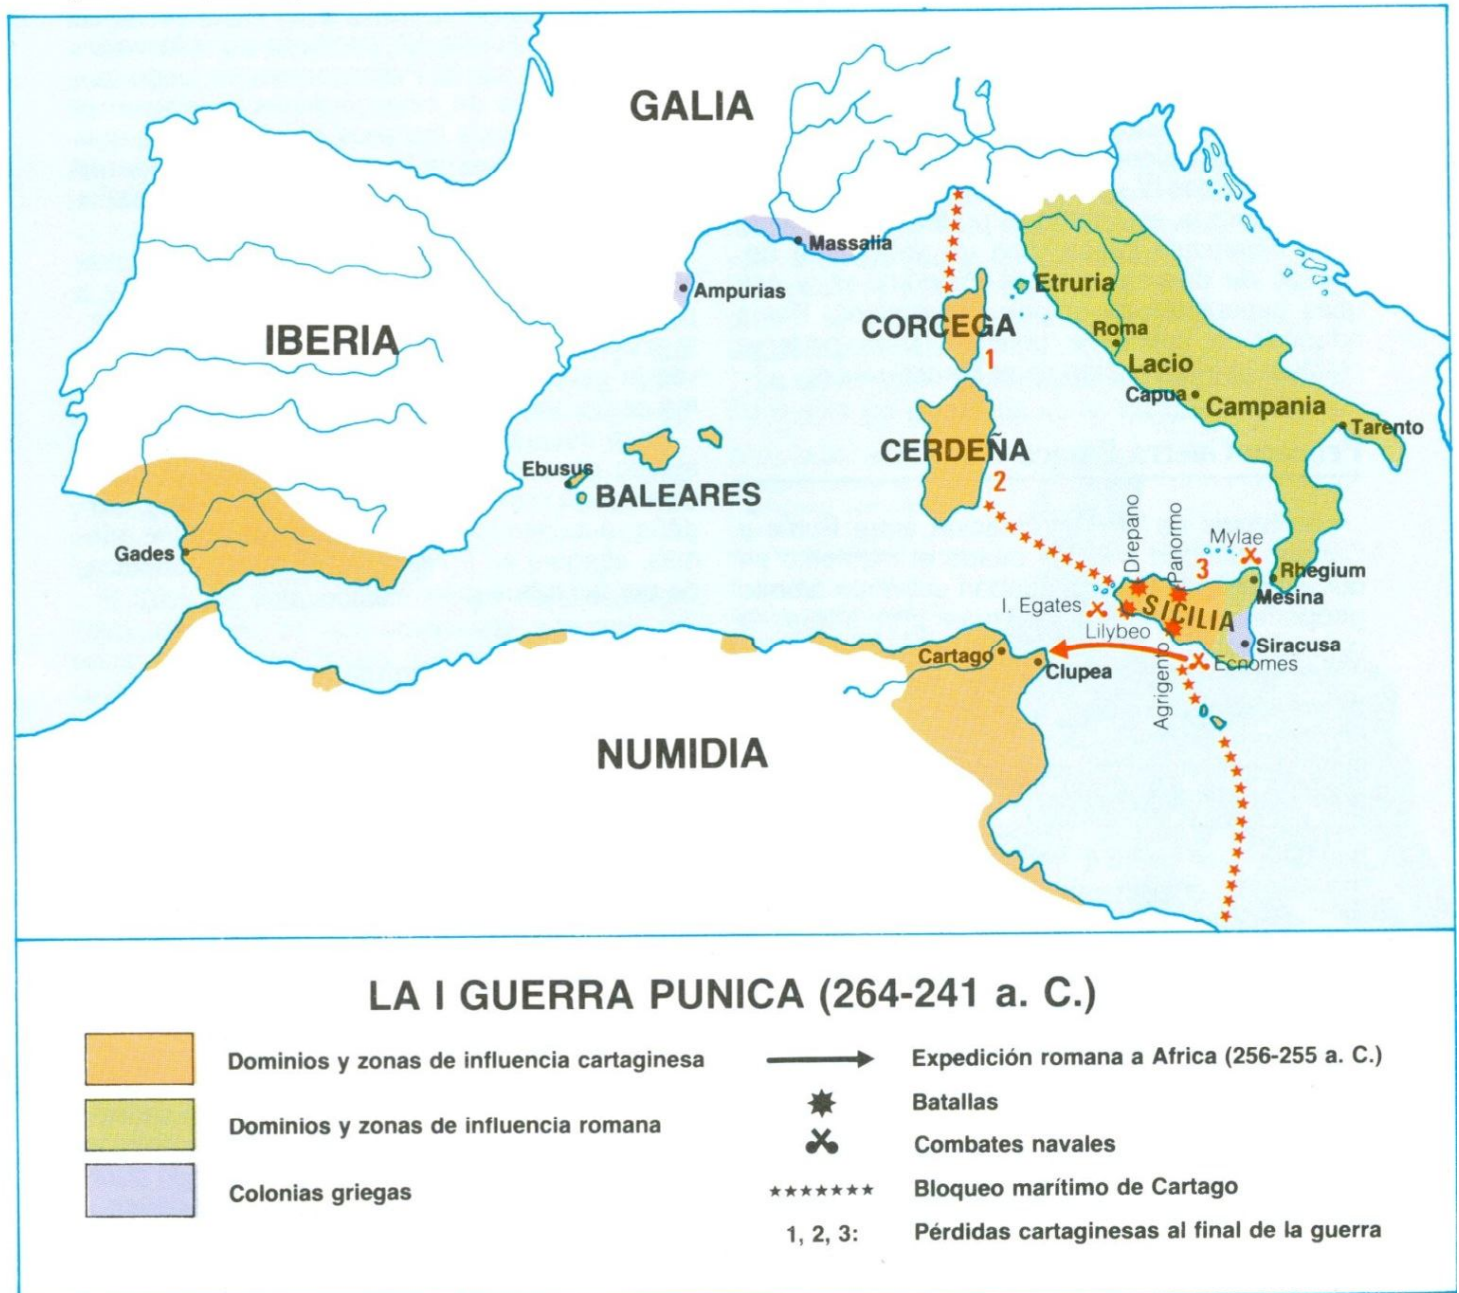 GALIA
Massalia
Ampurias
Etruria
IBERIA
CORCEGA
1
Roma
Lacio
Capua
Campania
Tarento
CERDEÑA
2
Ebusus
BALEARES
Gades
Drepano
Panormo
Mylae
3
Rhegium
Mesina
I. Egates
SICILIA
Lilybeo
Siracusa
Cartago
Clupea
Agrigento
Ecnomes
NUMIDIA
LA I GUERRA PUNICA (264-241 a. C.)
Dominios y zonas de influencia cartaginesa
Dominios y zonas de influencia romana
Colonias griegas
Expedición romana a Africa (256-255 a. C.)
Batallas
Combates navales
Bloqueo marítimo de Cartago
1, 2, 3: Pérdidas cartaginesas al final de la guerra